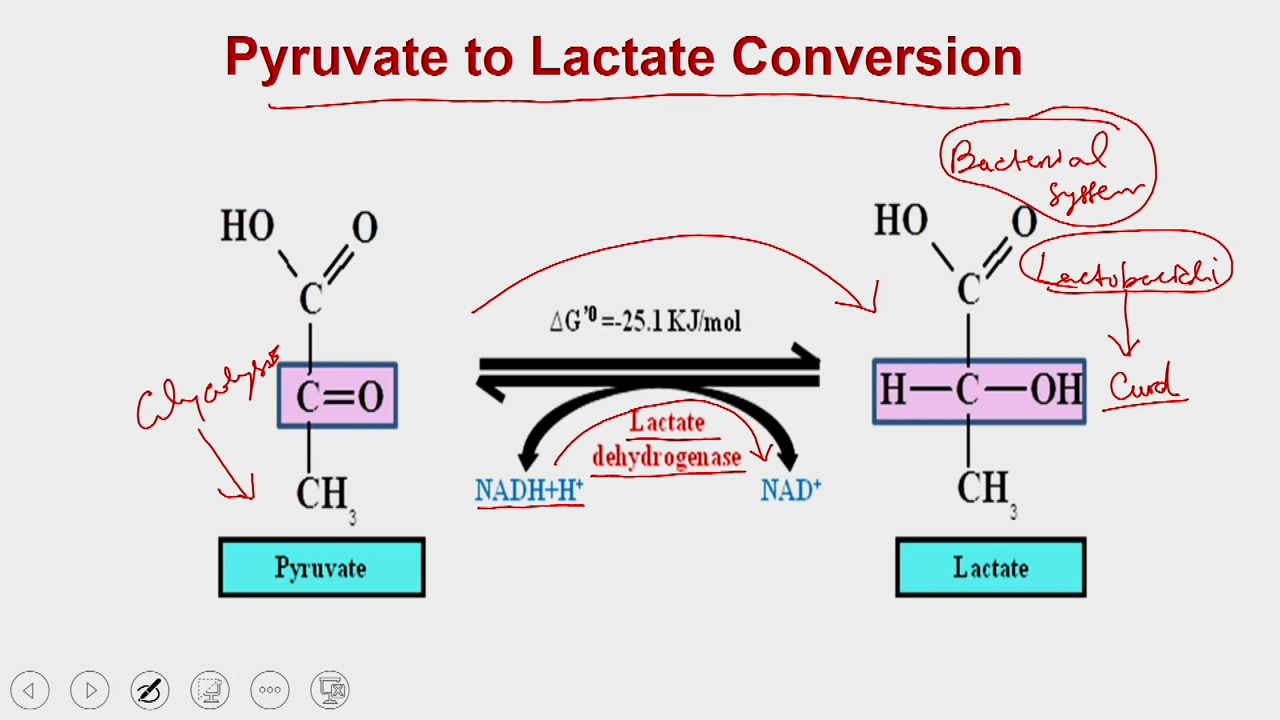 Pyruvate to Lactate Conversion
Bacterial
system
HO
O
C
C=O
CH3
Glycolysis
Pyruvate
ΔG’0 =-25.1 KJ/mol
Lactate
dehydrogenase
NADH+H+
NAD+
HO
O
C
H—C—OH
CH3
Lactobacilli
Curd
Lactate